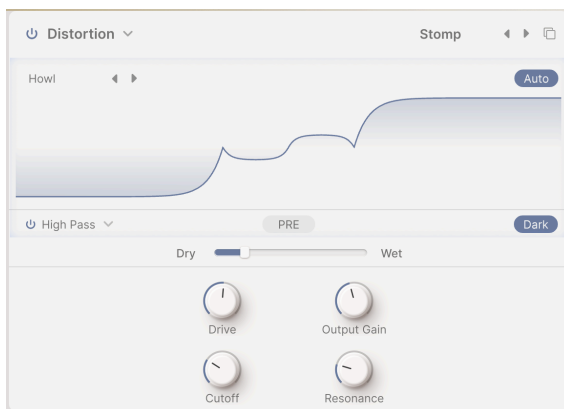 Distortion Stomp
Howl Auto
High Pass PRE Dark
Dry Wet
Drive Output Gain
Cutoff Resonance